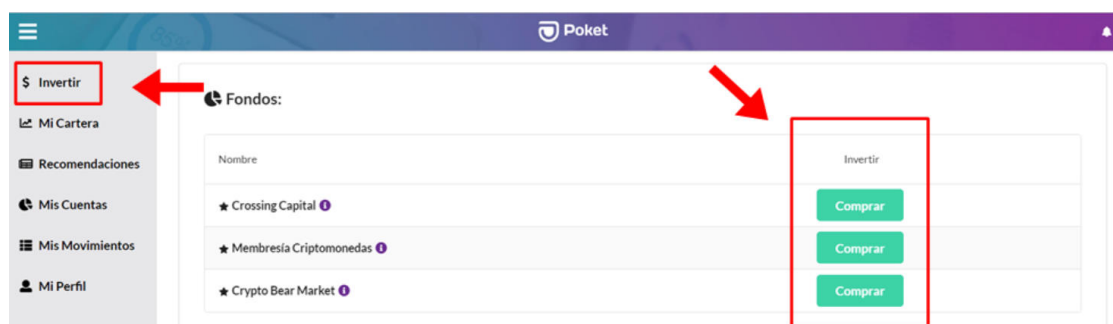 Poket
85%
$ Invertir
Mi Cartera
Recomendaciones
Mis Cuentas
Mis Movimientos
Mi Perfil
Fondos:
Nombre Invertir
Crossing Capital Comprar
Membresía Criptomonedas Comprar
Crypto Bear Market Comprar